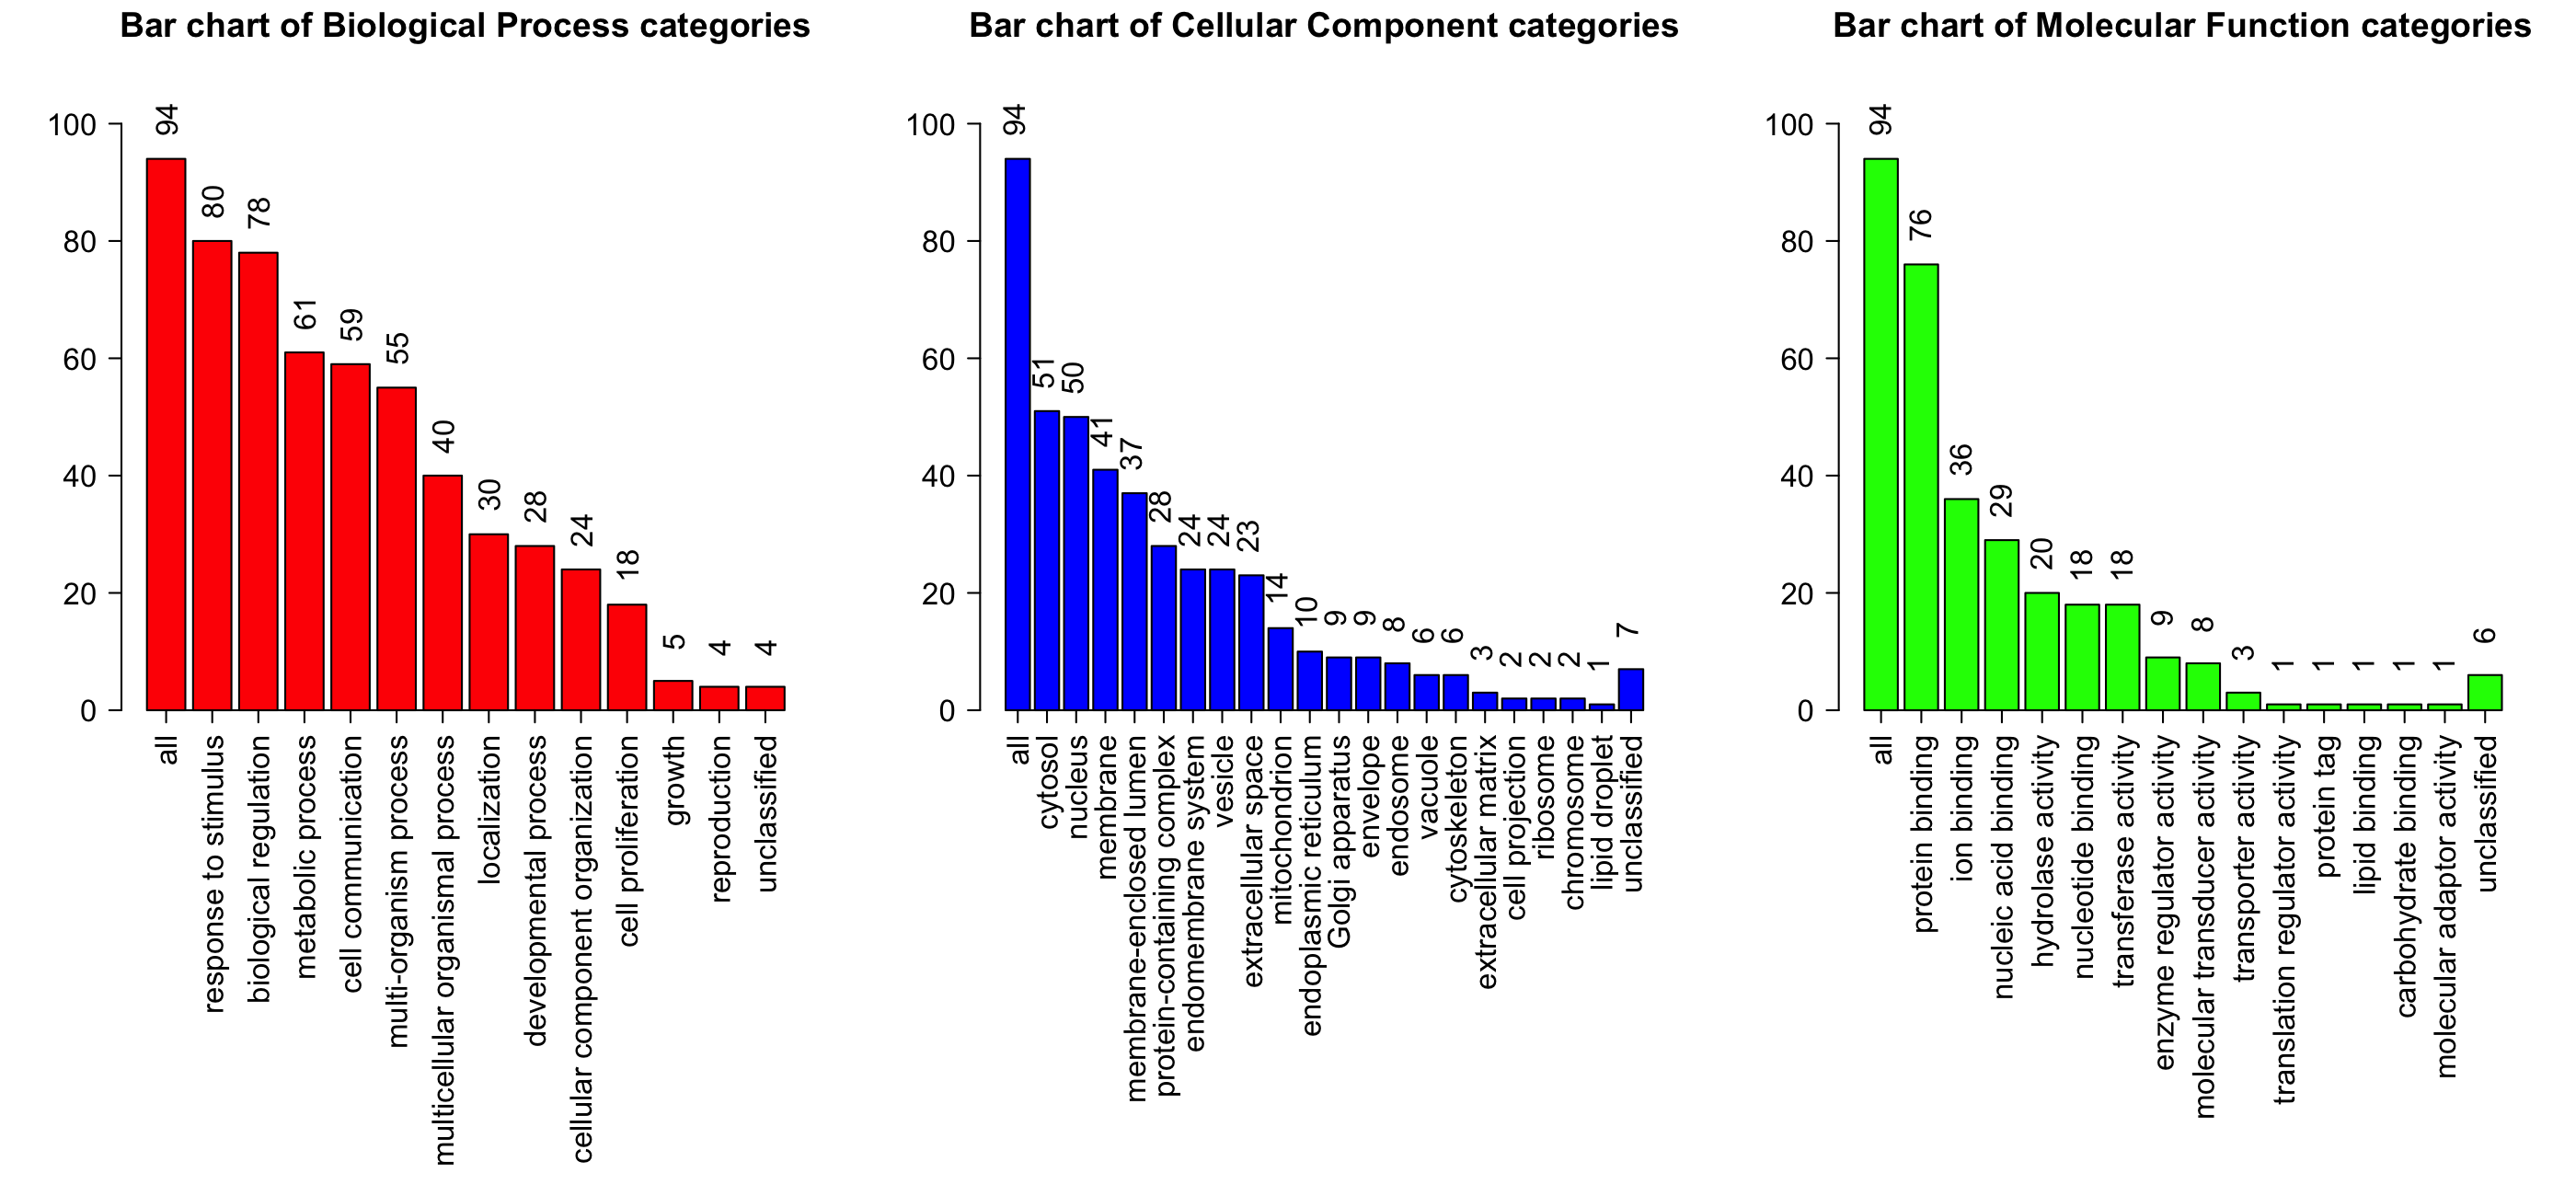 Bar chart of Biological Process categories
100
80
60
40
20
0
94
80
78
61
59
55
40
30
28
24
18
5
4
4
all
response to stimulus
biological regulation
metabolic process
cell communication
multi-organism process
multicellular organismal process
localization
developmental process
cellular component organization
cell proliferation
growth
reproduction
unclassified
Bar chart of Cellular Component categories
100
80
60
40
20
0
94
51
50
41
37
28
24
24
23
14
10
9
9
8
6
6
3
2
2
2
1
7
all
cytosol
nucleus
membrane
membrane-enclosed lumen
protein-containing complex
endomembrane system
vesicle
extracellular space
mitochondrion
endoplasmic reticulum
Golgi apparatus
envelope
endosome
vacuole
cytoskeleton
extracellular matrix
cell projection
ribosome
chromosome
lipid droplet
unclassified
Bar chart of Molecular Function categories
100
80
60
40
20
0
94
76
36
29
20
18
18
9
8
3
1
1
1
1
1
6
all
protein binding
ion binding
nucleic acid binding
hydrolase activity
nucleotide binding
transferase activity
enzyme regulator activity
molecular transducer activity
transporter activity
translation regulator activity
protein tag
lipid binding
carbohydrate binding
molecular adaptor activity
unclassified